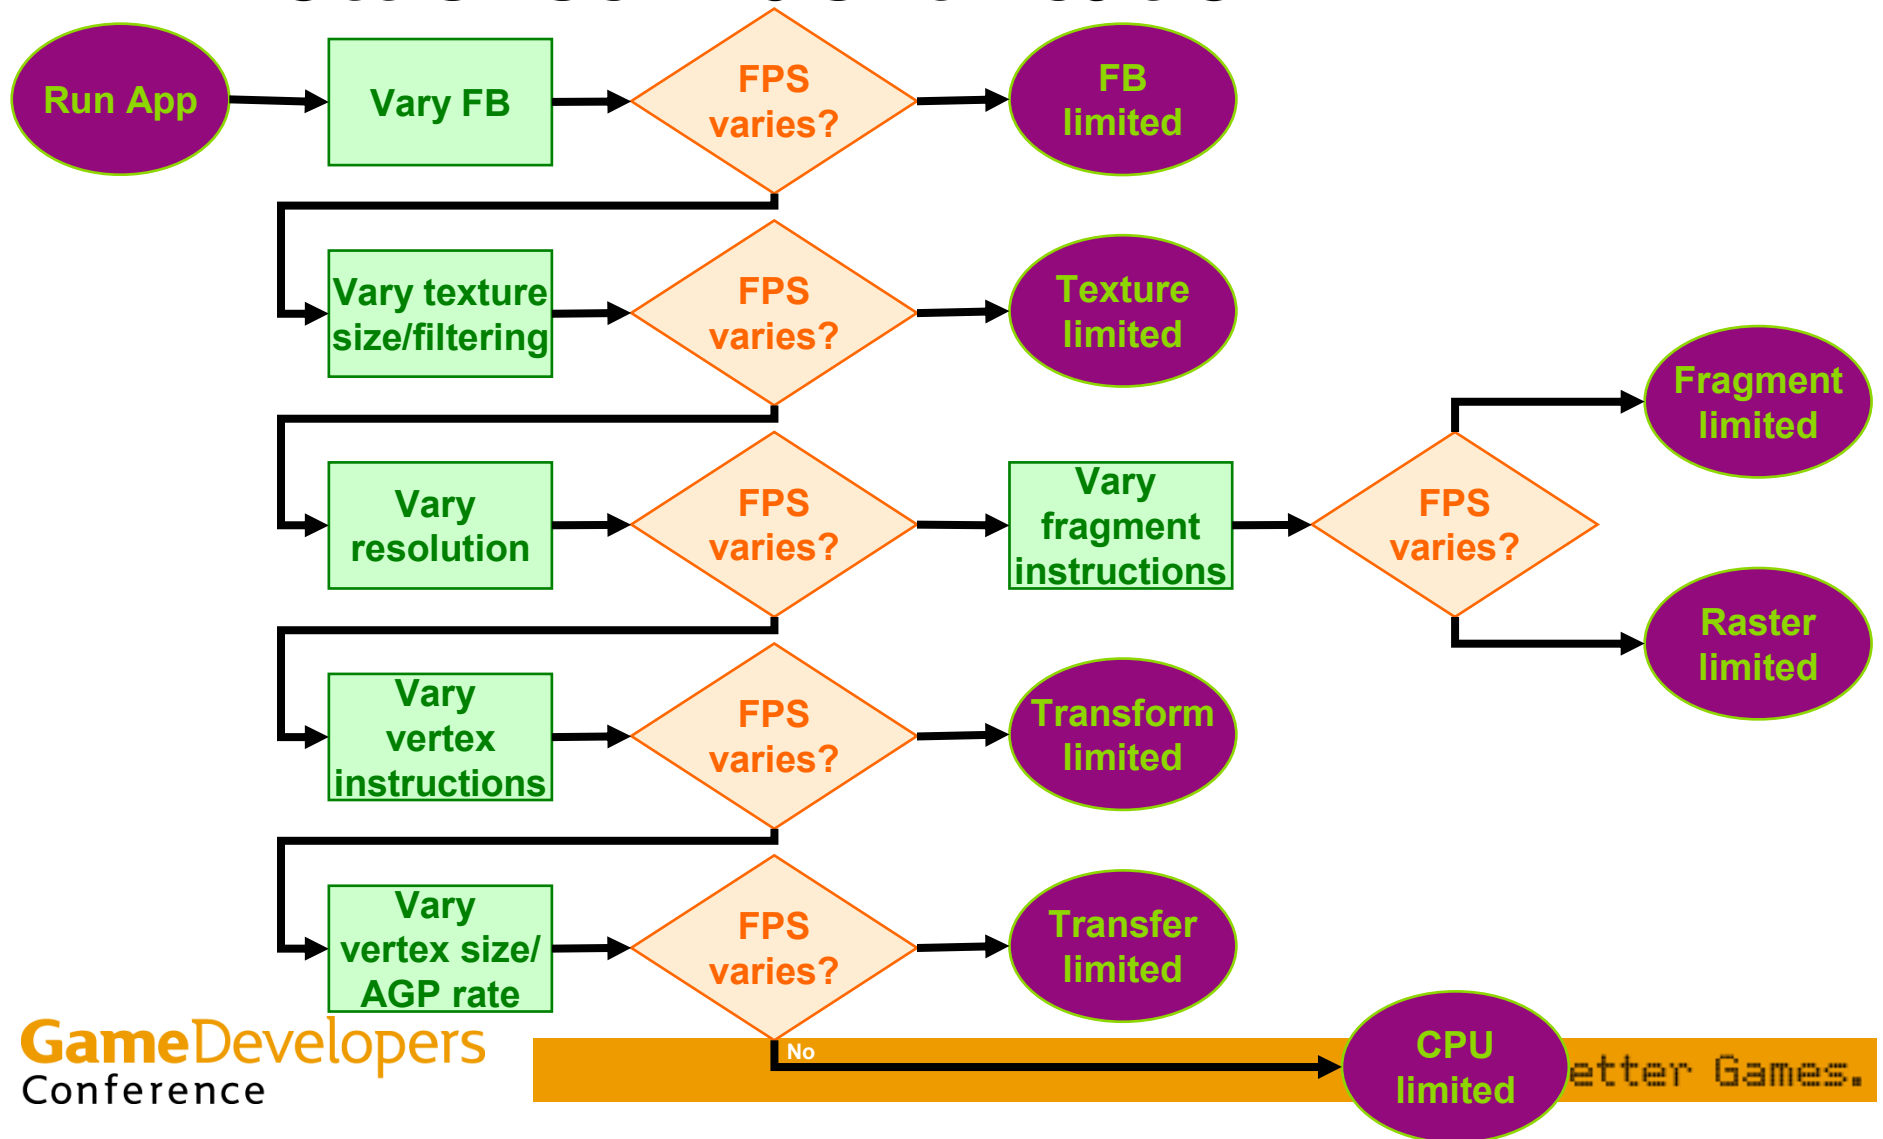 Run App
Vary FB
FPS
varies?
FB
limited
Vary texture
size/filtering
FPS
varies?
Texture
limited
Vary
resolution
FPS
varies?
Vary
fragment
instructions
FPS
varies?
Fragment
limited
Raster
limited
Vary
vertex
instructions
FPS
varies?
Transform
limited
Vary
vertex size/
AGP rate
FPS
varies?
Transfer
limited
No
CPU
limited
GameDevelopers
Conference
etter Games.